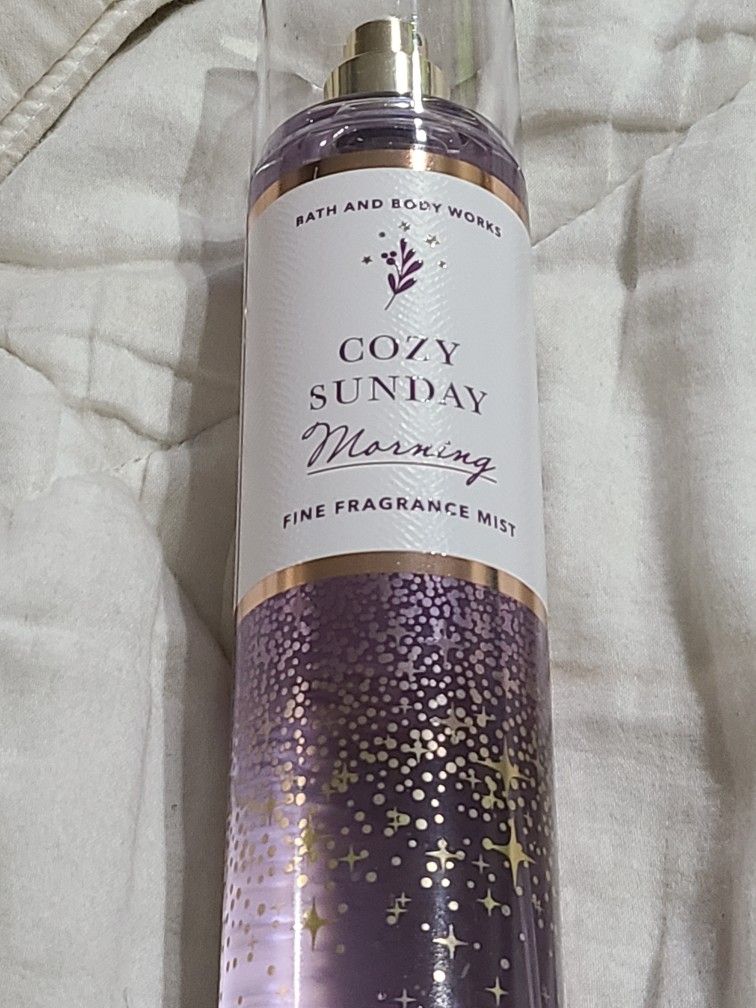 BATH AND BODY WORKS
COZY
SUNDAY
Morning
FINE FRAGRANCE MIST